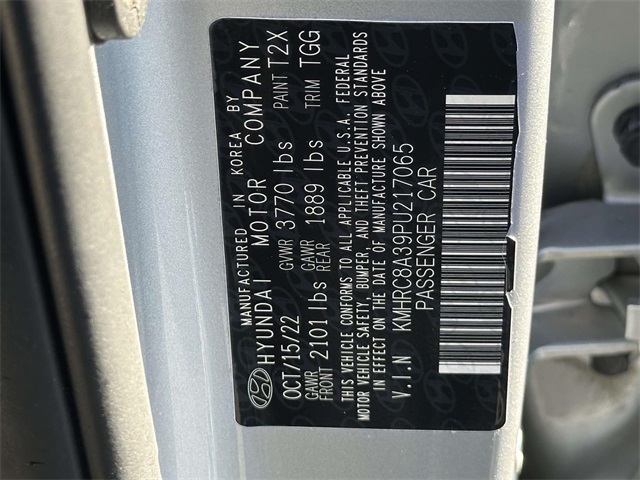 MANUFACTURED IN KOREA BY
HYUNDAI MOTOR COMPANY
OCT/15/22 GVWR 3770 lbs PAINT T2X
GAWR FRONT 2101 lbs GAWR REAR 1889 lbs TRIM TGG
THIS VEHICLE CONFORMS TO ALL APPLICABLE U.S.A. FEDERAL
MOTOR VEHICLE SAFETY, BUMPER, AND THEFT PREVENTION STANDARDS
IN EFFECT ON THE DATE OF MANUFACTURE SHOWN ABOVE
V.I.N KMHRC8A39PU217065
PASSENGER CAR